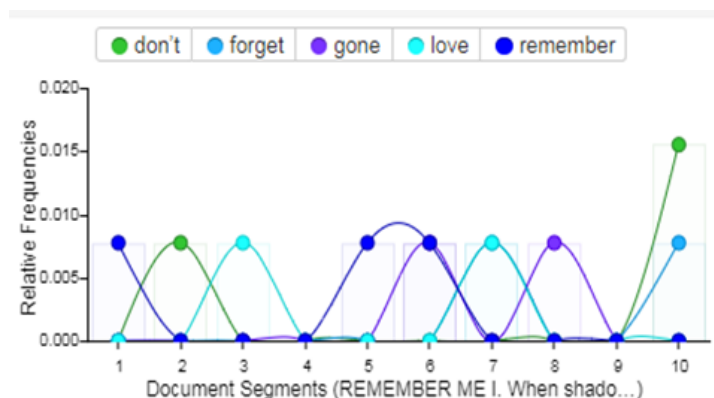 don't forget gone love remember
0.020
0.015
0.010
0.005
0.000
Relative Frequencies
1 2 3 4 5 6 7 8 9 10
Document Segments (REMEMBER ME I. When shado...)